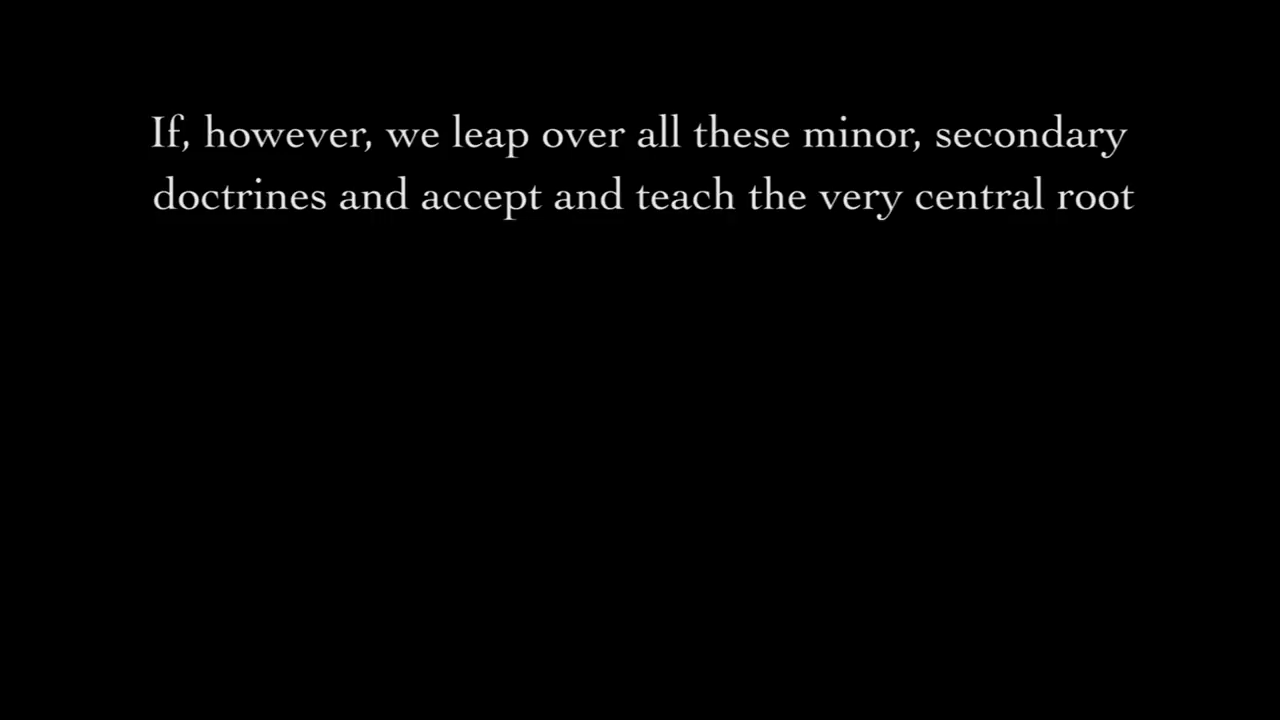 If, however, we leap over all these minor, secondary
doctrines and accept and teach the very central root